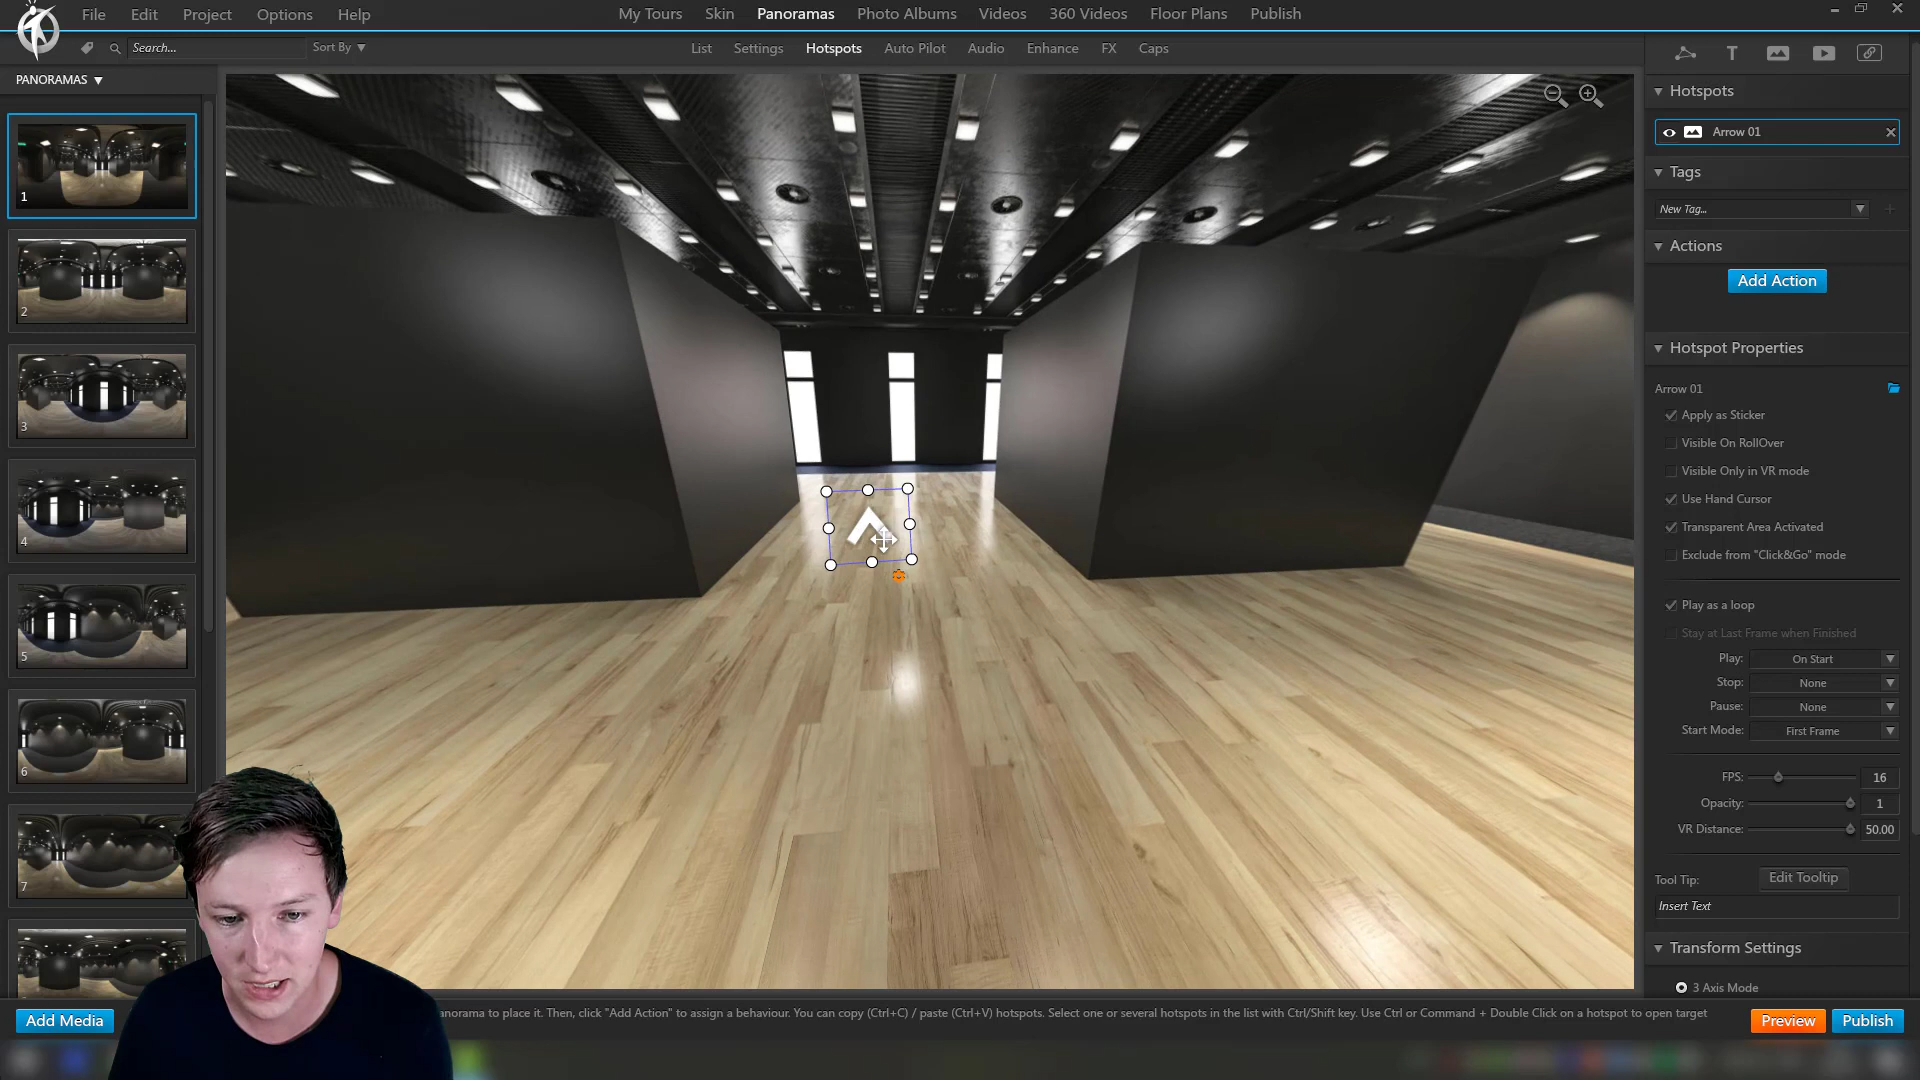 File Edit Project Options Help
My Tours Skin Panoramas Photo Albums Videos 360 Videos Floor Plans Publish
Search...
Sort By
List Settings Hotspots Auto Pilot Audio Enhance FX Caps
T
PANORAMAS
1
2
3
4
5
6
7
Hotspots
Arrow 01
Tags
New Tag...
Actions
Add Action
Hotspot Properties
Arrow 01
Apply as Sticker
Visible On RollOver
Visible Only in VR mode
Use Hand Cursor
Transparent Area Activated
Exclude from "Click&Go" mode
Play as a loop
Stay at Last Frame when Finished
Play: On Start
Stop: None
Pause: None
Start Mode: First Frame
FPS: 16
Opacity: 1
VR Distance: 50.00
Tool Tip: Edit Tooltip
Insert Text
Transform Settings
3 Axis Mode
Add Media
anorama to place it. Then, click "Add Action" to assign a behaviour. You can copy (Ctrl+C) / paste (Ctrl+V) hotspots. Select one or several hotspots in the list with Ctrl/Shift key. Use Ctrl or Command + Double Click on a hotspot to open target
Preview Publish